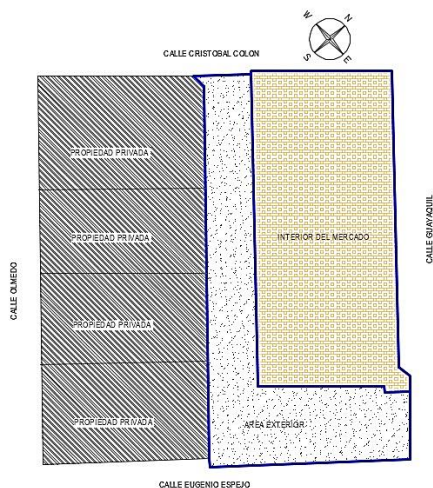 W N
S E
CALLE CRISTOBAL COLON
PROPIEDAD PRIVADA
PROPIEDAD PRIVADA
INTERIOR DEL MERCADO
CALLE GUAYAQUIL
CALLE OLMEDO
PROPIEDAD PRIVADA
PROPIEDAD PRIVADA
AREA EXTERIOR
CALLE EUGENIO ESPEJO